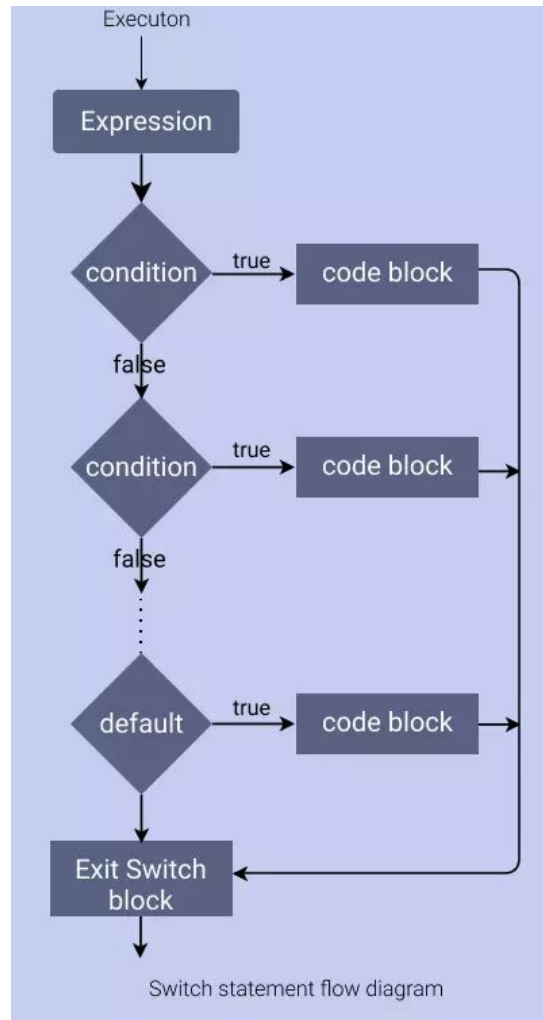 Executon
Expression
condition
true
code block
false
condition
true
code block
false
default
true
code block
Exit Switch
block
Switch statement flow diagram